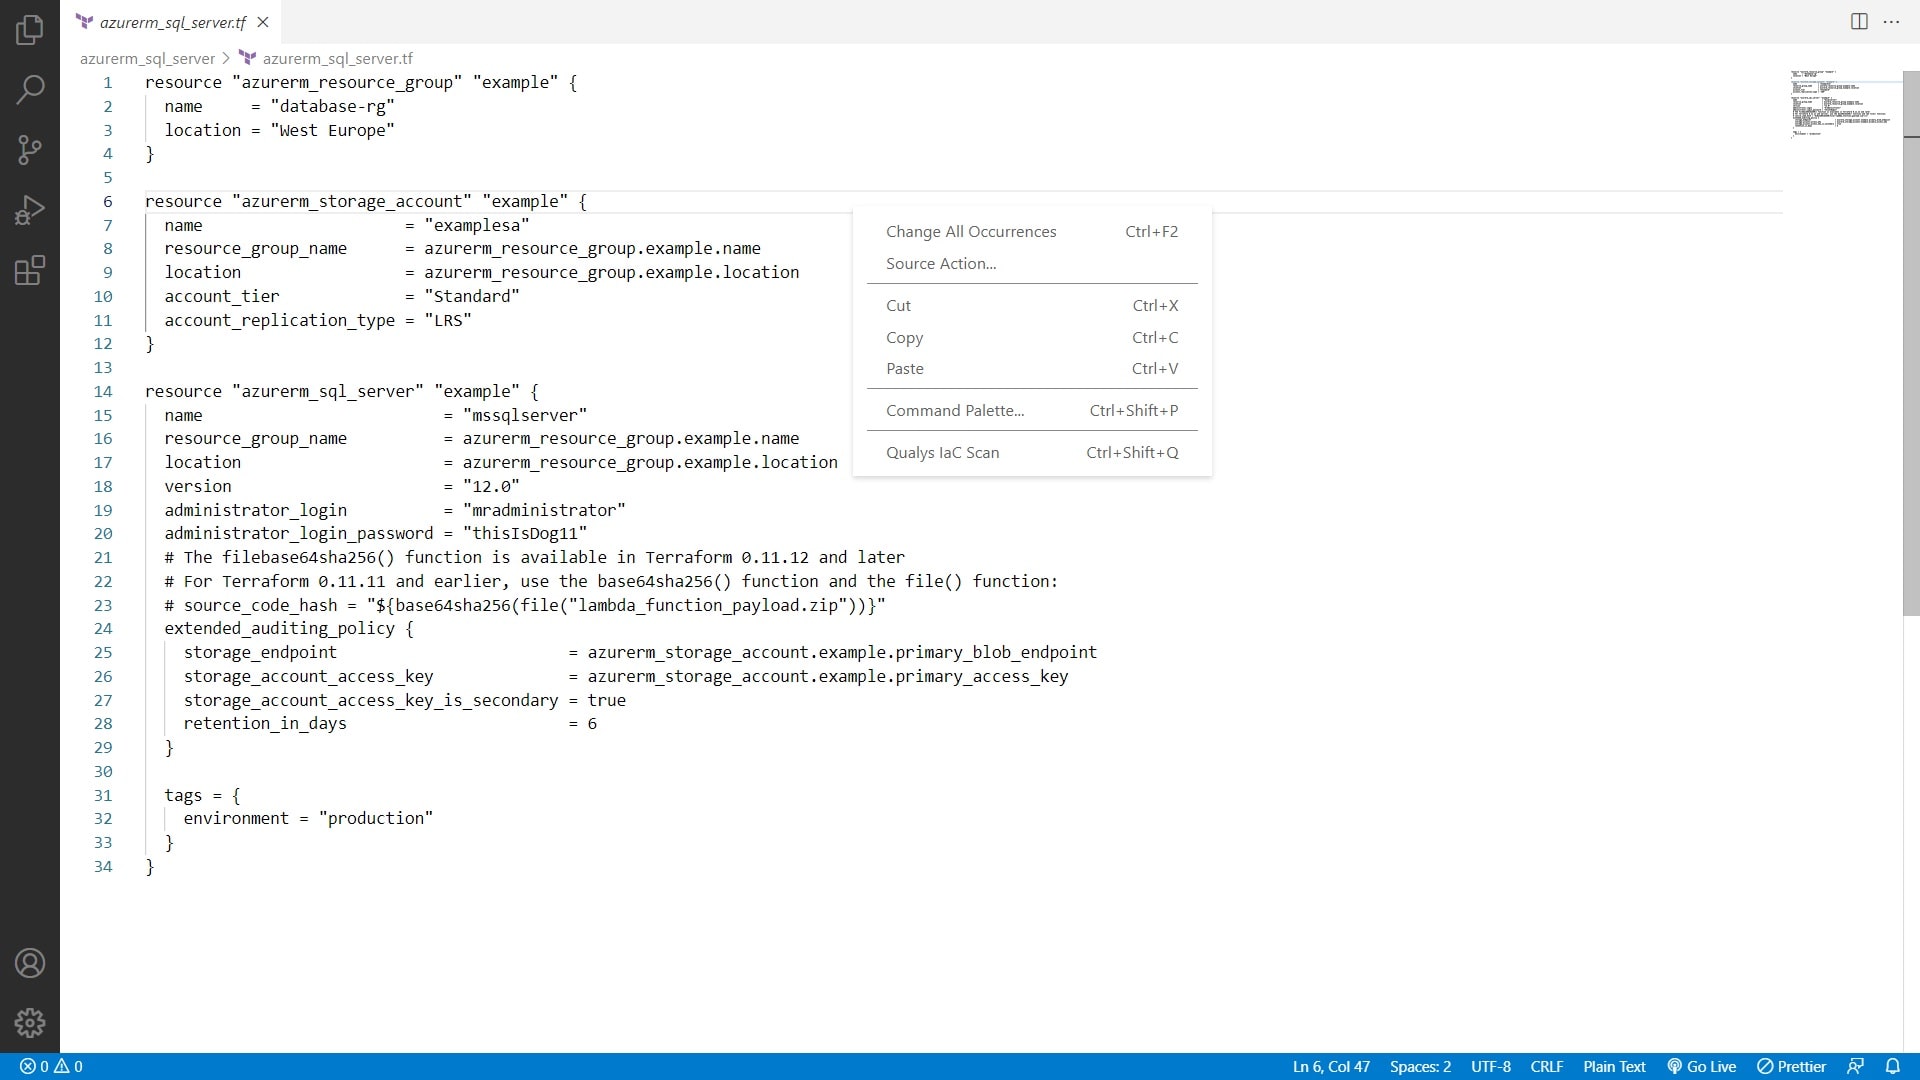 azurerm_sql_server.tf
azurerm_sql_server > azurerm_sql_server.tf
1 resource "azurerm_resource_group" "example" {
2   name     = "database-rg"
3   location = "West Europe"
4 }
5
6 resource "azurerm_storage_account" "example" {
7   name                     = "examplesa"
8   resource_group_name      = azurerm_resource_group.example.name
9   location                 = azurerm_resource_group.example.location
10   account_tier             = "Standard"
11   account_replication_type = "LRS"
12 }
13
14 resource "azurerm_sql_server" "example" {
15   name                         = "mssqlserver"
16   resource_group_name          = azurerm_resource_group.example.name
17   location                     = azurerm_resource_group.example.location
18   version                      = "12.0"
19   administrator_login          = "mradministrator"
20   administrator_login_password = "thisIsDog11"
21   # The filebase64sha256() function is available in Terraform 0.11.12 and later
22   # For Terraform 0.11.11 and earlier, use the base64sha256() function and the file() function:
23   # source_code_hash = "${base64sha256(file("lambda_function_payload.zip"))}"
24   extended_auditing_policy {
25     storage_endpoint                        = azurerm_storage_account.example.primary_blob_endpoint
26     storage_account_access_key              = azurerm_storage_account.example.primary_access_key
27     storage_account_access_key_is_secondary = true
28     retention_in_days                       = 6
29   }
30
31   tags = {
32     environment = "production"
33   }
34 }
Change All Occurrences Ctrl+F2
Source Action...
Cut Ctrl+X
Copy Ctrl+C
Paste Ctrl+V
Command Palette... Ctrl+Shift+P
Qualys IaC Scan Ctrl+Shift+Q
0 0 Ln 6, Col 47 Spaces: 2 UTF-8 CRLF Plain Text Go Live Prettier